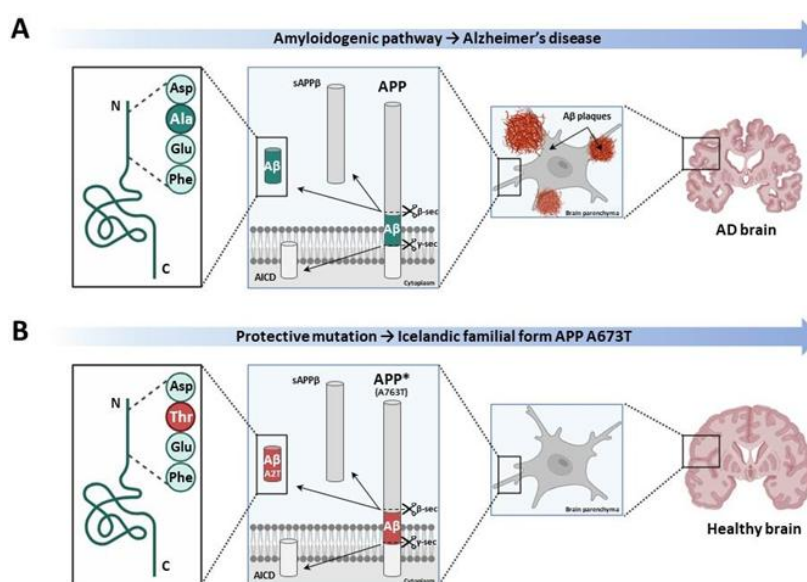 A
Amyloidogenic pathway → Alzheimer's disease
N
Asp
Ala
Glu
Phe
C
sAPPβ
APP
Aβ
β-sec
Aβ
γ-sec
AICD
Cytoplasm
Aβ plaques
Brain parenchyma
AD brain
B
Protective mutation → Icelandic familial form APP A673T
N
Asp
Thr
Glu
Phe
C
sAPPβ
APP*
(A763T)
Aβ
A2T
β-sec
Aβ
γ-sec
AICD
Cytoplasm
Brain parenchyma
Healthy brain